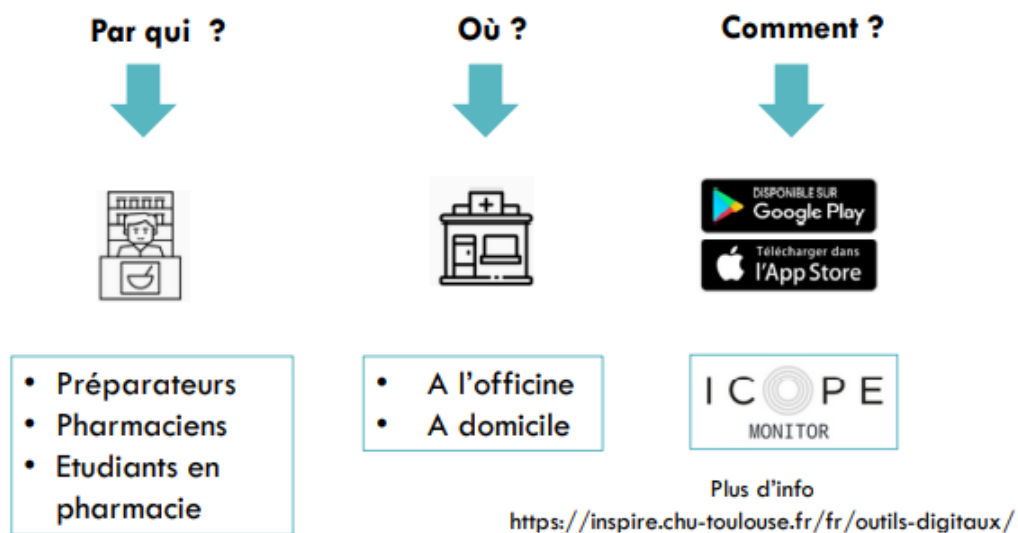 Par qui ?
Où ?
Comment ?
DISPONIBLE SUR
Google Play
Télécharger dans
l'App Store
• Préparateurs
• Pharmaciens
• Etudiants en
pharmacie
• A l'officine
• A domicile
ICOPE
MONITOR
Plus d'info
https://inspire.chu-toulouse.fr/fr/outils-digitaux/